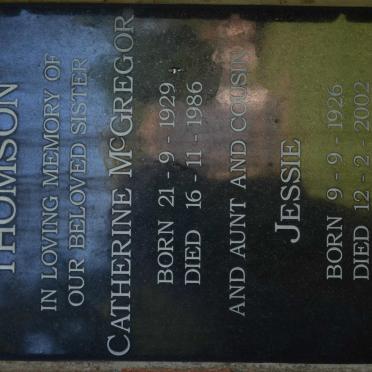 THOMSON
IN LOVING MEMORY OF
OUR BELOVED SISTER
CATHERINE MCGREGOR
BORN 21 - 9 - 1929
DIED 16 - 11 - 1986
AND AUNT AND COUSIN
JESSIE
BORN 9 - 9 - 1926
DIED 12 - 2 - 2002